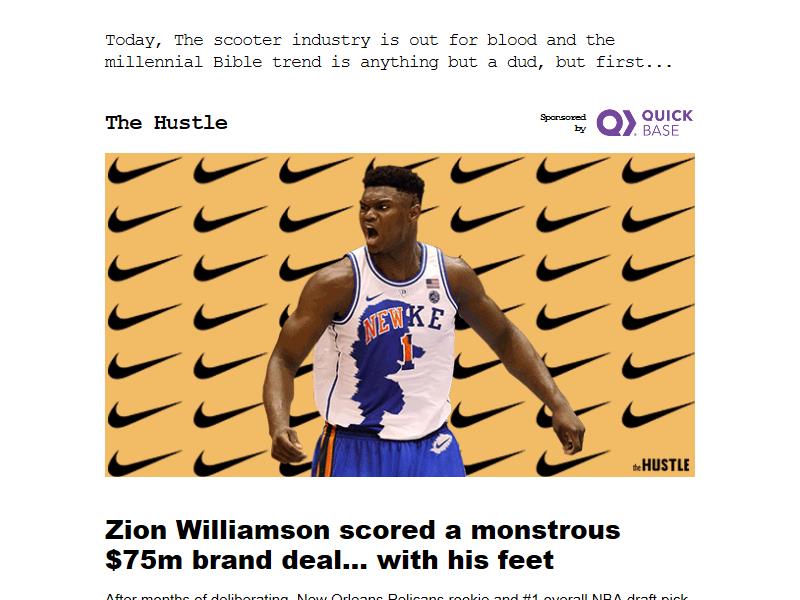 Today, The scooter industry is out for blood and the
millennial Bible trend is anything but a dud, but first...
The Hustle
Sponsored
by
QUICK
BASE
NEWKE
1
the HUSTLE
Zion Williamson scored a monstrous
$75m brand deal... with his feet
After months of deliberating, New Orleans Pelicans rookie and #1 overall NBA draft pick